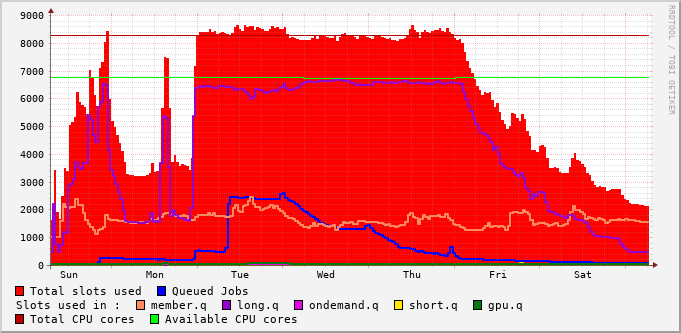 9000
8000
7000
6000
5000
4000
3000
2000
1000
0
Sun Mon Tue Wed Thu Fri Sat
RRDTOOL / TOBI OETIKER
Total slots used Queued Jobs
Slots used in : member.q long.q ondemand.q short.q gpu.q
Total CPU cores Available CPU cores